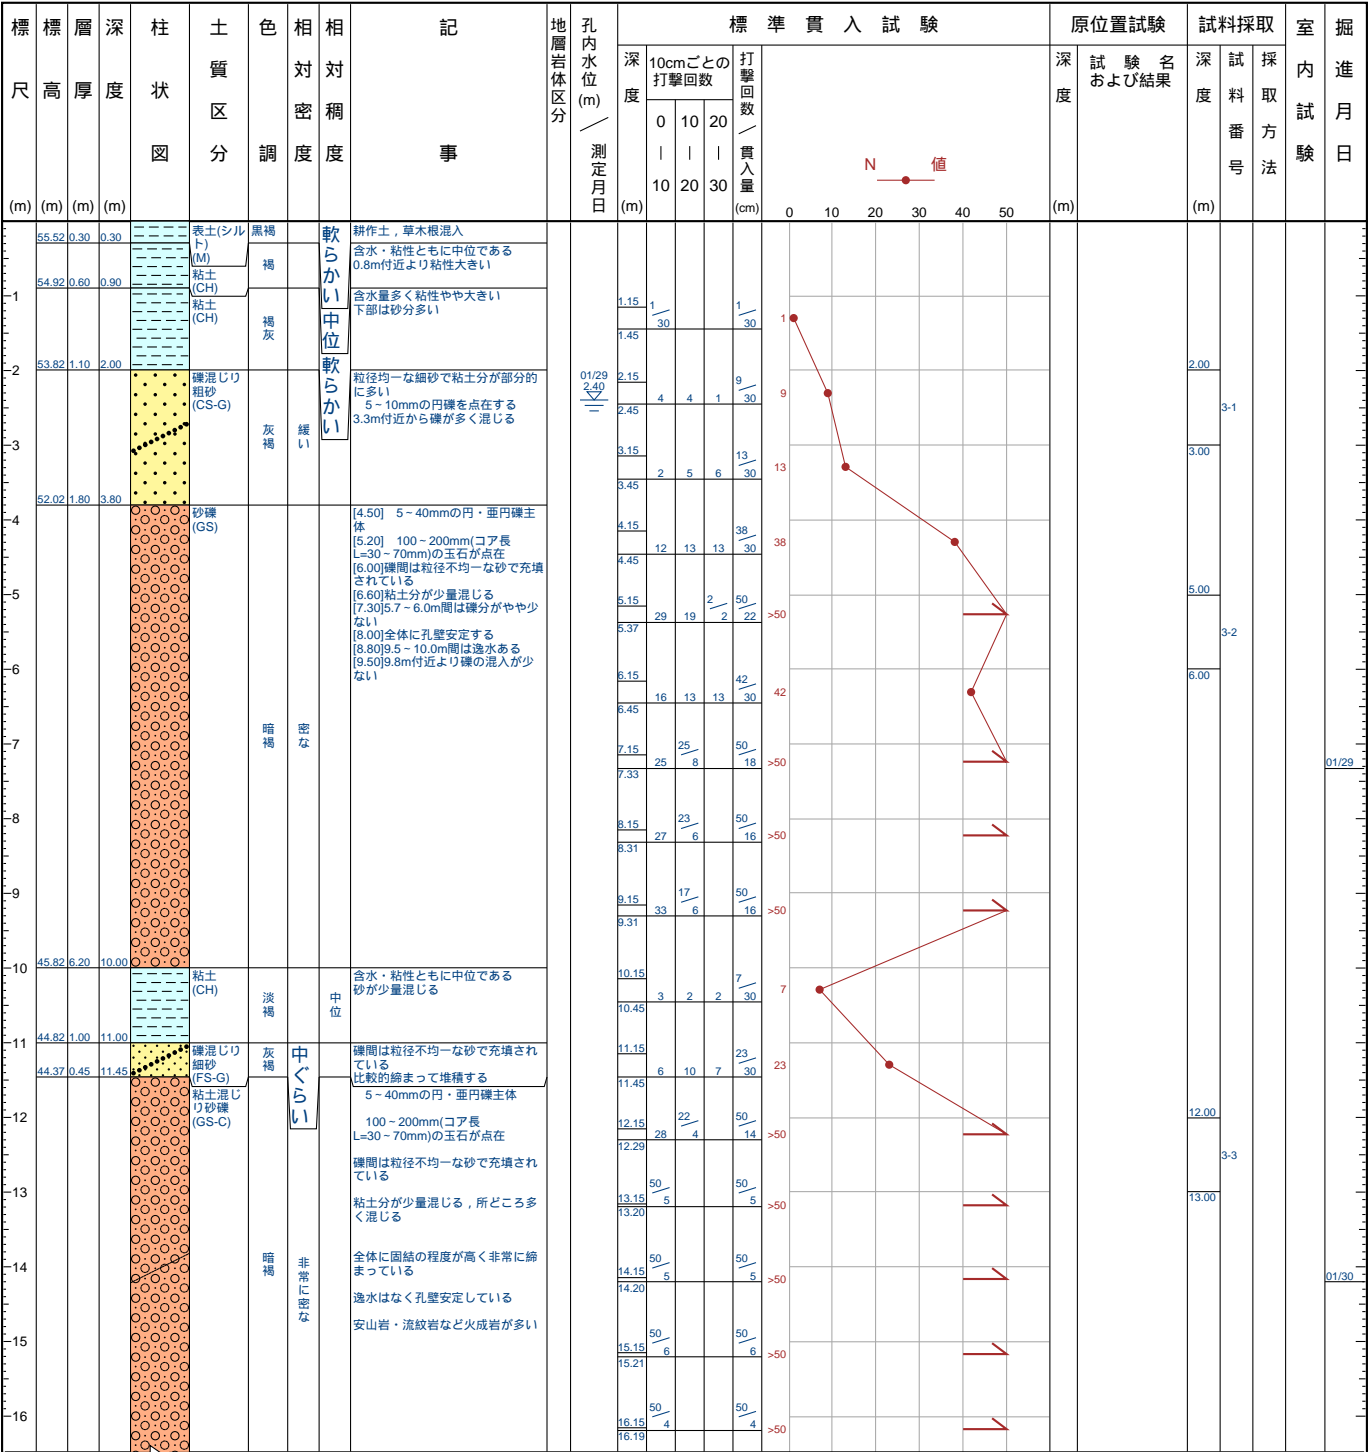 標尺 (m)
標高 (m)
層厚 (m)
深度 (m)
柱状図
土質区分
色調
相対密度
相対稠度
記事
地層岩体区分
孔内水位(m)／測定月日
標準貫入試験
深度 (m)
10cmごとの打撃回数
0｜10
10｜20
20｜30
打撃回数／貫入量 (cm)
N 値
0 10 20 30 40 50
原位置試験
深度 (m)
試験名および結果
試料採取
深度 (m)
試料番号
採取方法
室内試験
掘進月日
55.52 0.30 0.30
表土(シルト)
(M)
黒褐
軟らかい
耕作土，草木根混入
54.92 0.60 0.90
粘土
(CH)
褐
含水・粘性ともに中位である
0.8m付近より粘性大きい
53.82 1.10 2.00
粘土
(CH)
褐灰
中位
含水量多く粘性やや大きい
下部は砂分多い
52.02 1.80 3.80
礫混じり
粗砂
(CS-G)
灰褐
緩い
軟らかい
粒径均一な細砂で粘土分が部分的
に多い
5~10mmの円礫を点在する
3.3m付近から礫が多く混じる
45.82 6.20 10.00
砂礫
(GS)
暗褐
密な
[4.50] 5~40mmの円・亜円礫主
体
[5.20] 100~200mm(コア長
L=30~70mm)の玉石が点在
[6.00]礫間は粒径不均一な砂で充填
されている
[6.60]粘土分が少量混じる
[7.30]5.7~6.0m間は礫分がやや少
ない
[8.00]全体に孔壁安定する
[8.80]9.5~10.0m間は逸水ある
[9.50]9.8m付近より礫の混入が少
ない
44.82 1.00 11.00
粘土
(CH)
淡褐
中位
含水・粘性ともに中位である
砂が少量混じる
44.37 0.45 11.45
礫混じり
細砂
(FS-G)
灰褐
中ぐらい
礫間は粒径不均一な砂で充填され
ている
比較的締まって堆積する
粘土混じ
り砂礫
(GS-C)
暗褐
非常に密な
5~40mmの円・亜円礫主体
100~200mm(コア長
L=30~70mm)の玉石が点在
礫間は粒径不均一な砂で充填され
ている
粘土分が少量混じる，所どころ多
く混じる
全体に固結の程度が高く非常に締
まっている
逸水はなく孔壁安定している
安山岩・流紋岩など火成岩が多い
1
2
3
4
5
6
7
8
9
10
11
12
13
14
15
16
01/29
2.40
1.15 1.45 1/30 1/30 1
2.15 2.45 4 4 1 9/30 9
3.15 3.45 2 5 6 13/30 13
4.15 4.45 12 13 13 38/30 38
5.15 5.37 29 19 2/2 50/22 >50
6.15 6.45 16 13 13 42/30 42
7.15 7.33 25 25/8 50/18 >50
8.15 8.31 27 23/6 50/16 >50
9.15 9.31 33 17/6 50/16 >50
10.15 10.45 3 2 2 7/30 7
11.15 11.45 6 10 7 23/30 23
12.15 12.29 28 22/4 50/14 >50
13.15 13.20 50/5 50/5 >50
14.15 14.20 50/5 50/5 >50
15.15 15.21 50/6 50/6 >50
16.15 16.19 50/4 50/4 >50
2.00
3-1
3.00
5.00
3-2
6.00
12.00
3-3
13.00
01/29
01/30